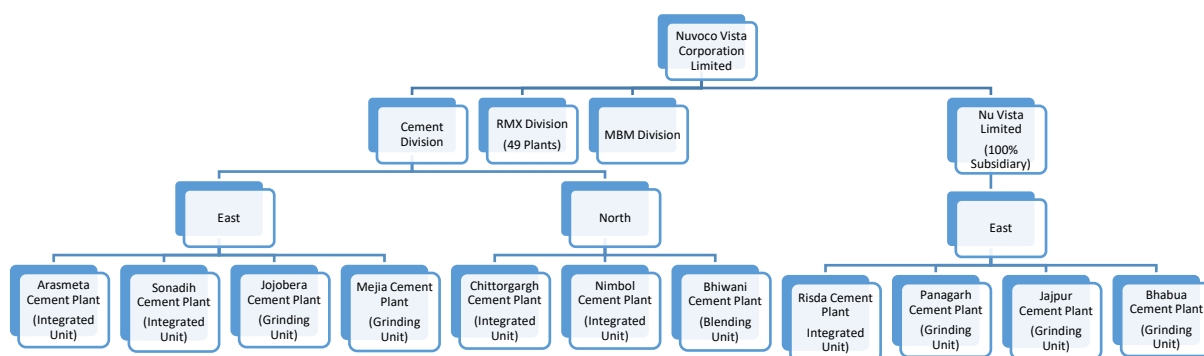 Nuvoco Vista
Corporation
Limited
Cement
Division
RMX Division
(49 Plants)
MBM Division
Nu Vista
Limited
(100%
Subsidiary)
East
North
East
Arasmeta
Cement Plant
(Integrated
Unit)
Sonadih
Cement Plant
(Integrated
Unit)
Jojobera
Cement Plant
(Grinding
Unit)
Mejia Cement
Plant
(Grinding
Unit)
Chittorgargh
Cement Plant
(Integrated
Unit)
Nimbol
Cement Plant
(Integrated
Unit)
Bhiwani
Cement Plant
(Blending
Unit)
Risda Cement
Plant
Integrated
Unit)
Panagarh
Cement Plant
(Grinding
Unit)
Jajpur
Cement Plant
(Grinding
Unit)
Bhabua
Cement Plant
(Grinding
Unit)